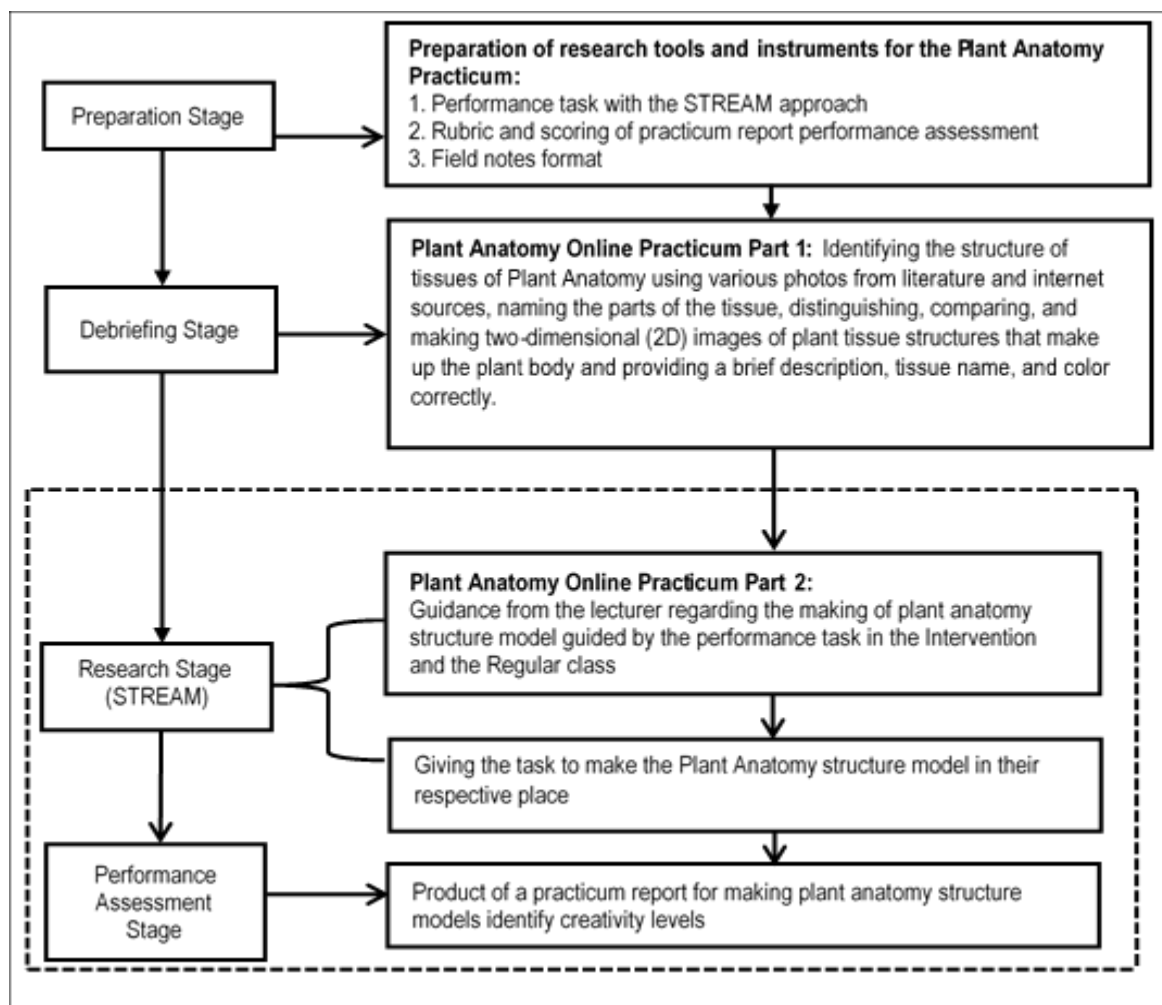 Preparation of research tools and instruments for the Plant Anatomy
Practicum:
1. Performance task with the STREAM approach
2. Rubric and scoring of practicum report performance assessment
3. Field notes format
Preparation Stage
Plant Anatomy Online Practicum Part 1: Identifying the structure of
tissues of Plant Anatomy using various photos from literature and internet
sources, naming the parts of the tissue, distinguishing, comparing, and
making two-dimensional (2D) images of plant tissue structures that make
up the plant body and providing a brief description, tissue name, and color
correctly.
Debriefing Stage
Plant Anatomy Online Practicum Part 2:
Guidance from the lecturer regarding the making of plant anatomy
structure model guided by the performance task in the Intervention
and the Regular class
Research Stage
(STREAM)
Giving the task to make the Plant Anatomy structure model in their
respective place
Performance
Assessment
Stage
Product of a practicum report for making plant anatomy structure
models identify creativity levels